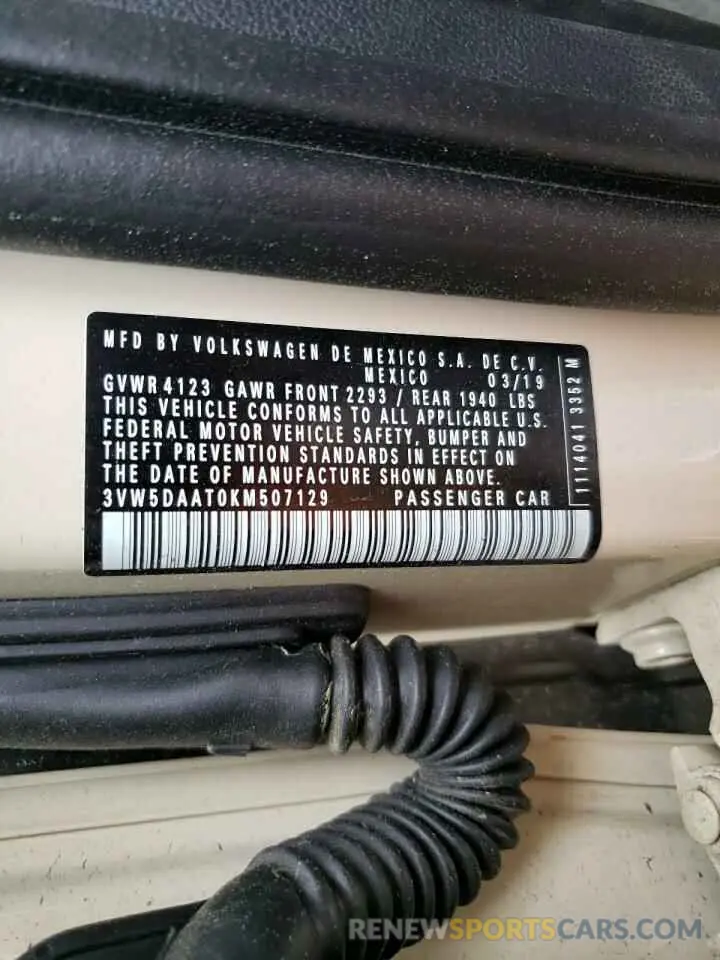 MFD BY VOLKSWAGEN DE MEXICO S.A. DE C.V.
MEXICO 03/19
GVWR 4123 GAWR FRONT 2293 / REAR 1940 LBS
THIS VEHICLE CONFORMS TO ALL APPLICABLE U.S.
FEDERAL MOTOR VEHICLE SAFETY, BUMPER AND
THEFT PREVENTION STANDARDS IN EFFECT ON
THE DATE OF MANUFACTURE SHOWN ABOVE.
3VW5DAAT0KM507129 PASSENGER CAR
1114041 3352 M
RENEWSPORTSCARS.COM